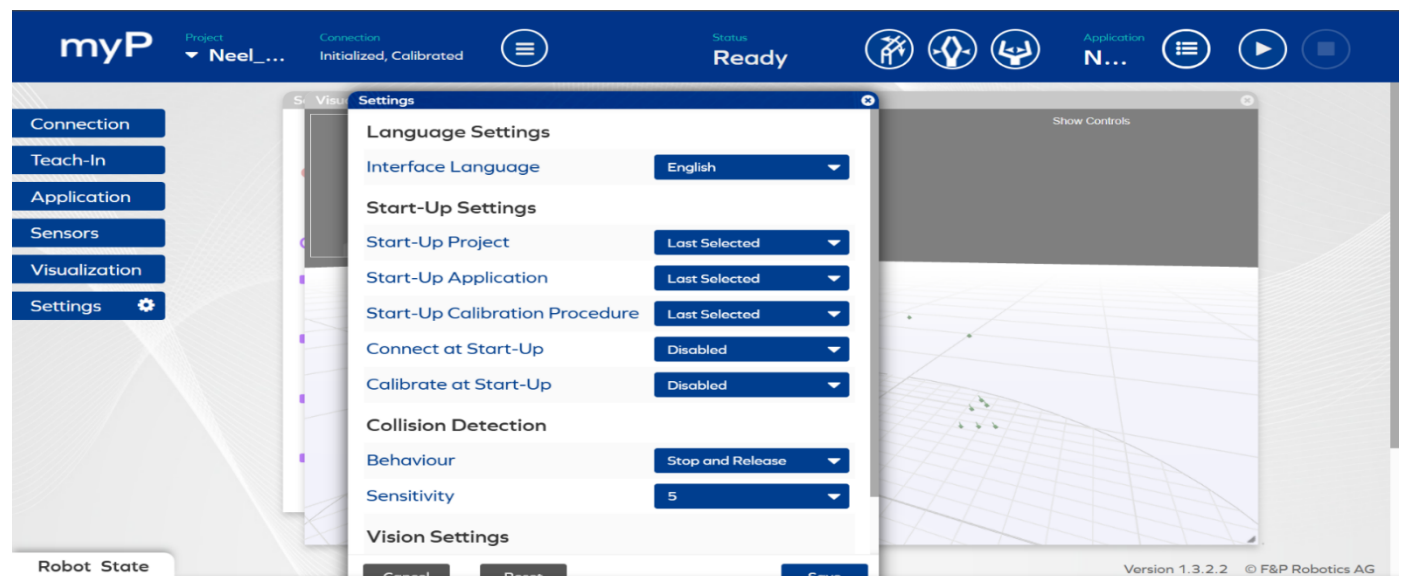 myP
Project
Neel_...
Connection
Initialized, Calibrated
Status
Ready
Application
N...
Connection
Teach-In
Application
Sensors
Visualization
Settings
Settings
Show Controls
Language Settings
Interface Language English
Start-Up Settings
Start-Up Project Last Selected
Start-Up Application Last Selected
Start-Up Calibration Procedure Last Selected
Connect at Start-Up Disabled
Calibrate at Start-Up Disabled
Collision Detection
Behaviour Stop and Release
Sensitivity 5
Vision Settings
Cancel Reset Save
Robot State
Version 1.3.2.2 © F&P Robotics AG